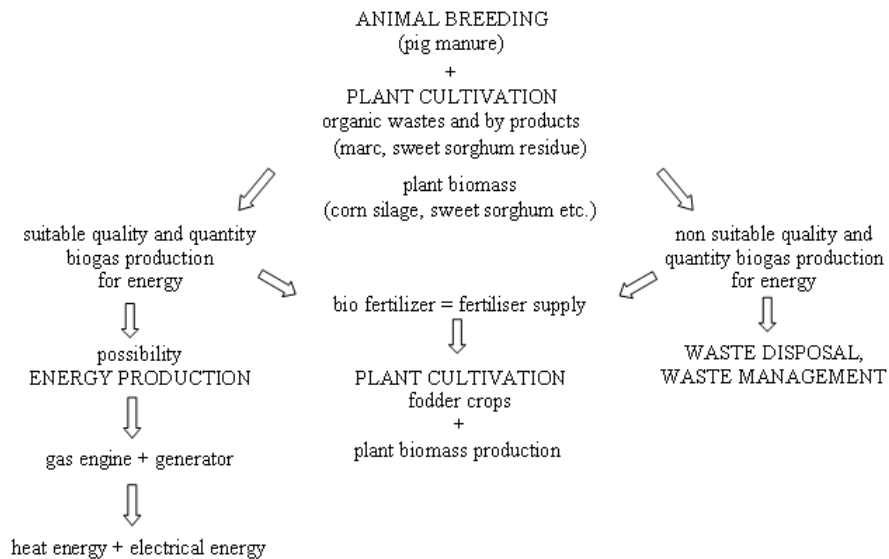 ANIMAL BREEDING
(pig manure)
+
PLANT CULTIVATION
organic wastes and by products
(marc, sweet sorghum residue)
plant biomass
(corn silage, sweet sorghum etc.)
suitable quality and quantity
biogas production
for energy
non suitable quality and
quantity biogas production
for energy
bio fertilizer = fertiliser supply
possibility
ENERGY PRODUCTION
PLANT CULTIVATION
fodder crops
+
plant biomass production
WASTE DISPOSAL,
WASTE MANAGEMENT
gas engine + generator
heat energy + electrical energy